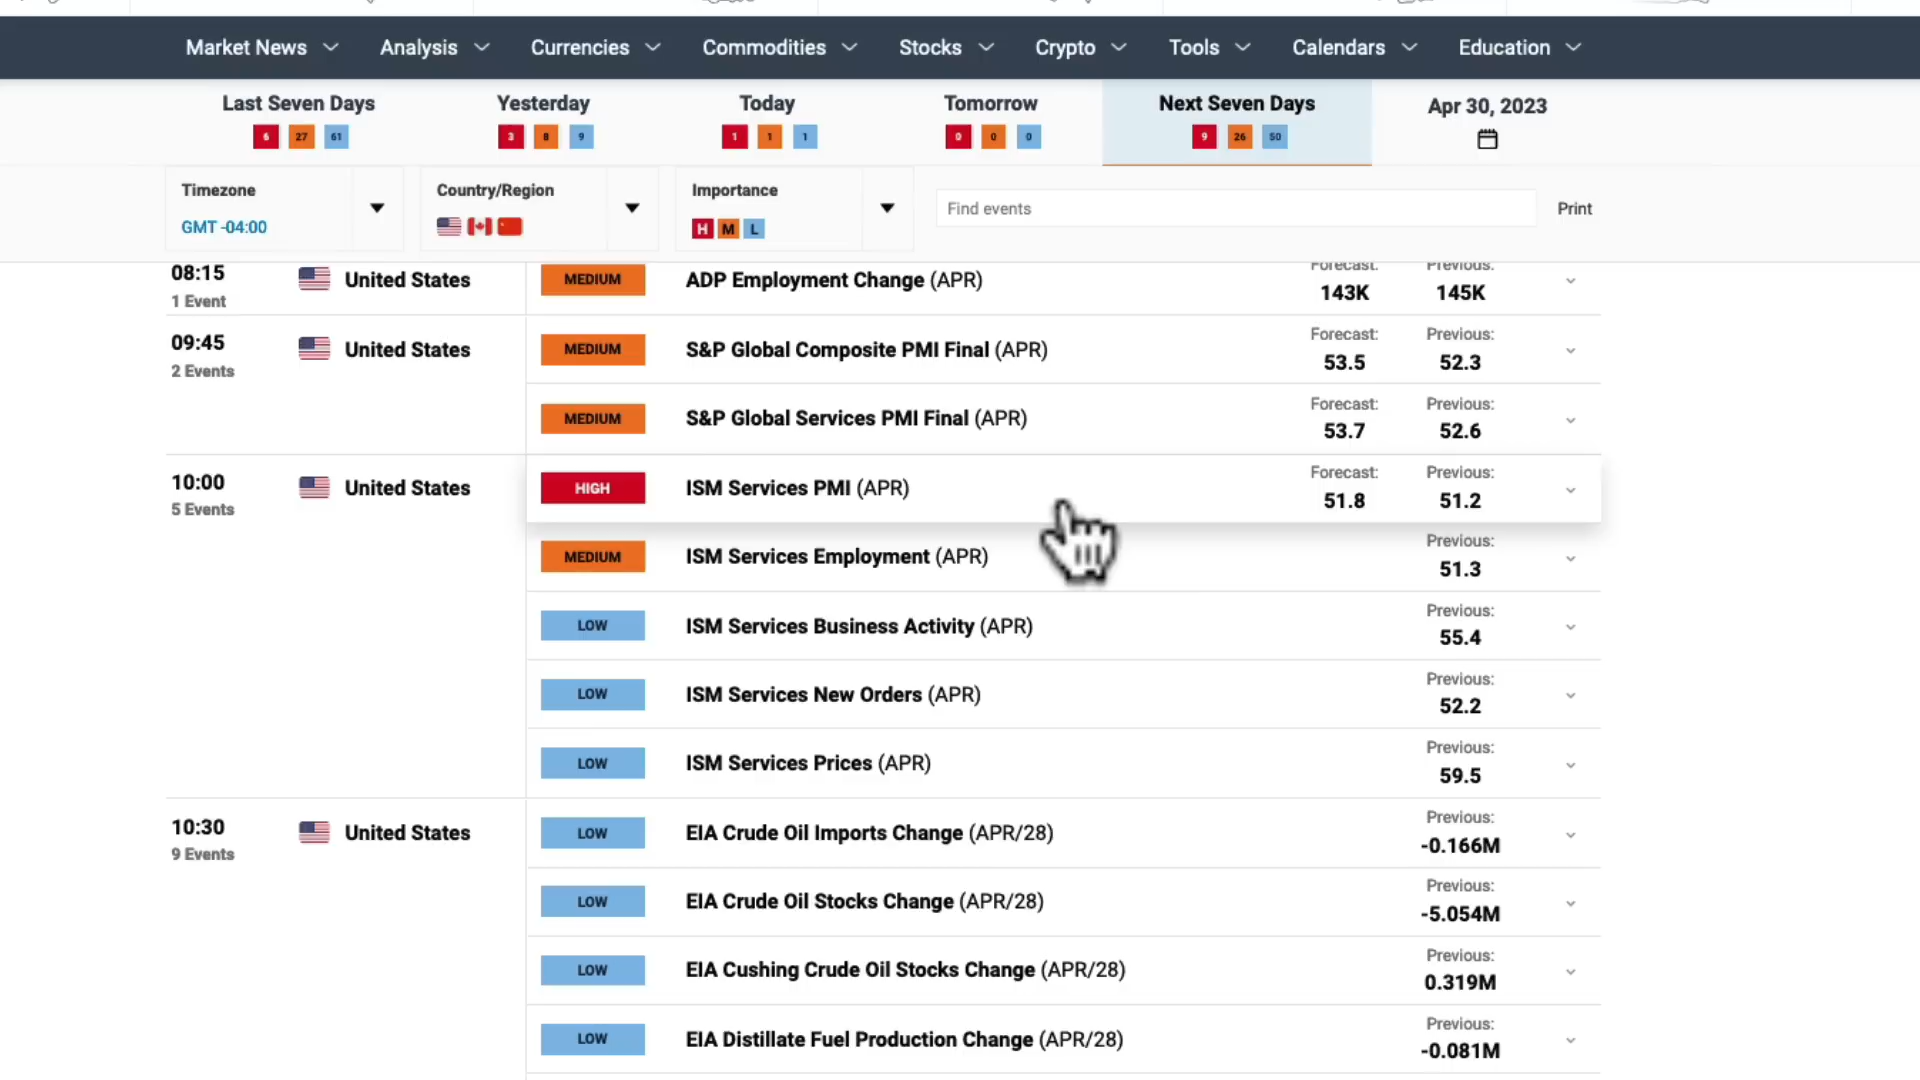 Market News Analysis Currencies Commodities Stocks Crypto Tools Calendars Education
Last Seven Days Yesterday Today Tomorrow Next Seven Days Apr 30, 2023
6 27 61 3 8 9 1 1 1 0 0 0 9 26 50
Timezone Country/Region Importance
GMT -04:00 H M L Find events Print
08:15 United States MEDIUM ADP Employment Change (APR) Forecast: Previous:
1 Event 143K 145K
09:45 United States MEDIUM S&P Global Composite PMI Final (APR) Forecast: Previous:
2 Events 53.5 52.3
MEDIUM S&P Global Services PMI Final (APR) Forecast: Previous:
53.7 52.6
10:00 United States HIGH ISM Services PMI (APR) Forecast: Previous:
5 Events 51.8 51.2
MEDIUM ISM Services Employment (APR) Previous:
51.3
LOW ISM Services Business Activity (APR) Previous:
55.4
LOW ISM Services New Orders (APR) Previous:
52.2
LOW ISM Services Prices (APR) Previous:
59.5
10:30 United States LOW EIA Crude Oil Imports Change (APR/28) Previous:
9 Events -0.166M
LOW EIA Crude Oil Stocks Change (APR/28) Previous:
-5.054M
LOW EIA Cushing Crude Oil Stocks Change (APR/28) Previous:
0.319M
LOW EIA Distillate Fuel Production Change (APR/28) Previous:
-0.081M